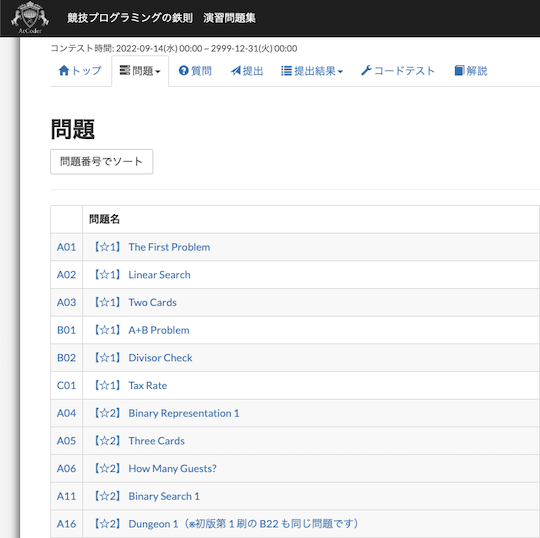 AtCoder
競技プログラミングの鉄則 演習問題集
コンテスト時間: 2022-09-14(水) 00:00 ~ 2999-12-31(火) 00:00
トップ 問題 質問 提出 提出結果 コードテスト 解説
問題
問題番号でソート
問題名
A01 【☆1】 The First Problem
A02 【☆1】 Linear Search
A03 【☆1】 Two Cards
B01 【☆1】 A+B Problem
B02 【☆1】 Divisor Check
C01 【☆1】 Tax Rate
A04 【☆2】 Binary Representation 1
A05 【☆2】 Three Cards
A06 【☆2】 How Many Guests?
A11 【☆2】 Binary Search 1
A16 【☆2】 Dungeon 1（※初版第 1 刷の B22 も同じ問題です）